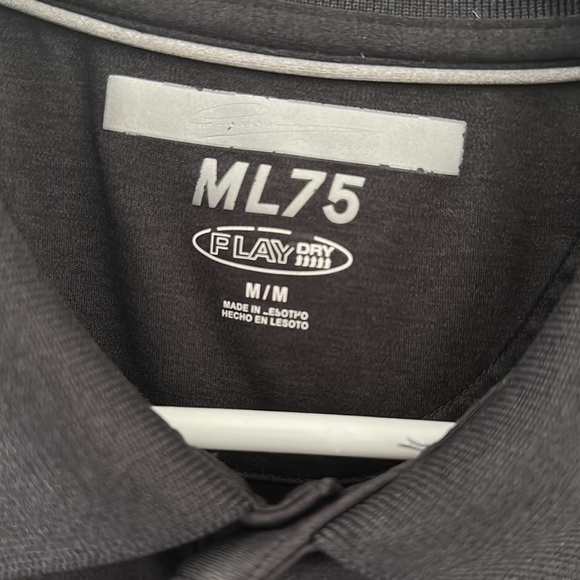 ML75
PLAY DRY
M/M
MADE IN LESOTHO
HECHO EN LESOTO